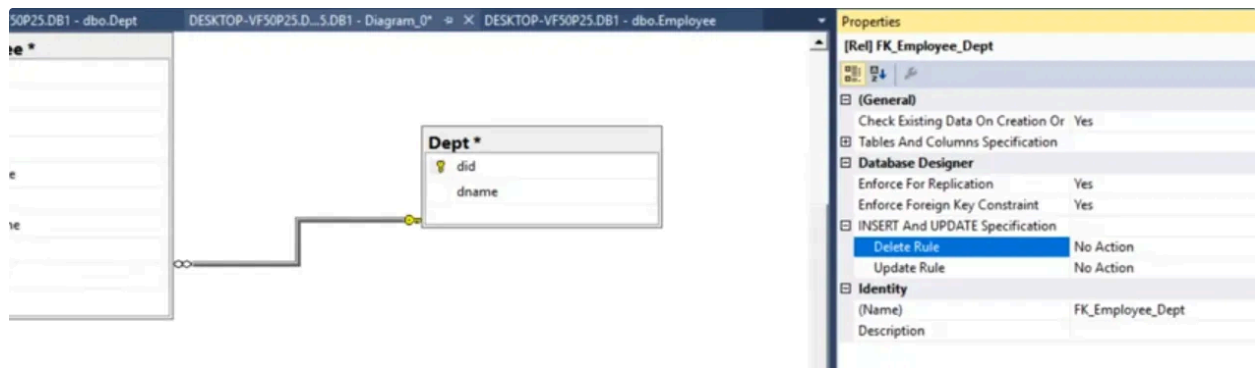 50P25.DB1 - dbo.Dept DESKTOP-VF50P25.D...5.DB1 - Diagram_0* DESKTOP-VF50P25.DB1 - dbo.Employee
ee *
e
ne
Dept *
did
dname
Properties
[Rel] FK_Employee_Dept
(General)
Check Existing Data On Creation Or Yes
Tables And Columns Specification
Database Designer
Enforce For Replication Yes
Enforce Foreign Key Constraint Yes
INSERT And UPDATE Specification
Delete Rule No Action
Update Rule No Action
Identity
(Name) FK_Employee_Dept
Description